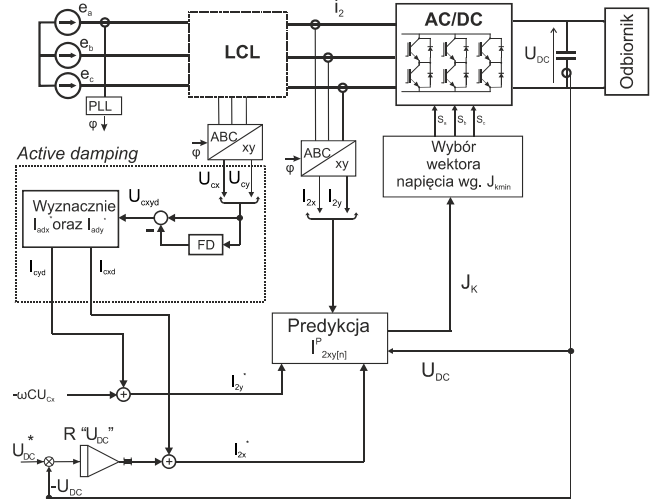 e_a
e_b
e_c
PLL
φ
LCL
i_2
AC/DC
U_DC
Odbiornik
S_a S_b S_c
φ
ABC
xy
φ
ABC
xy
Wybór
wektora
napięcia wg. J_kmin
Active damping
U_cx
U_cy
U_cxyd
Wyznacznie
I_adx* oraz I_ady*
-
FD
I_2x
I_2y
I_cyd
I_cxd
J_K
Predykcja
I^P_2xy[n]
U_DC
-ωCU_Cx
+
I_2y*
U_DC*
R "U_DC"
+
I_2x*
-U_DC